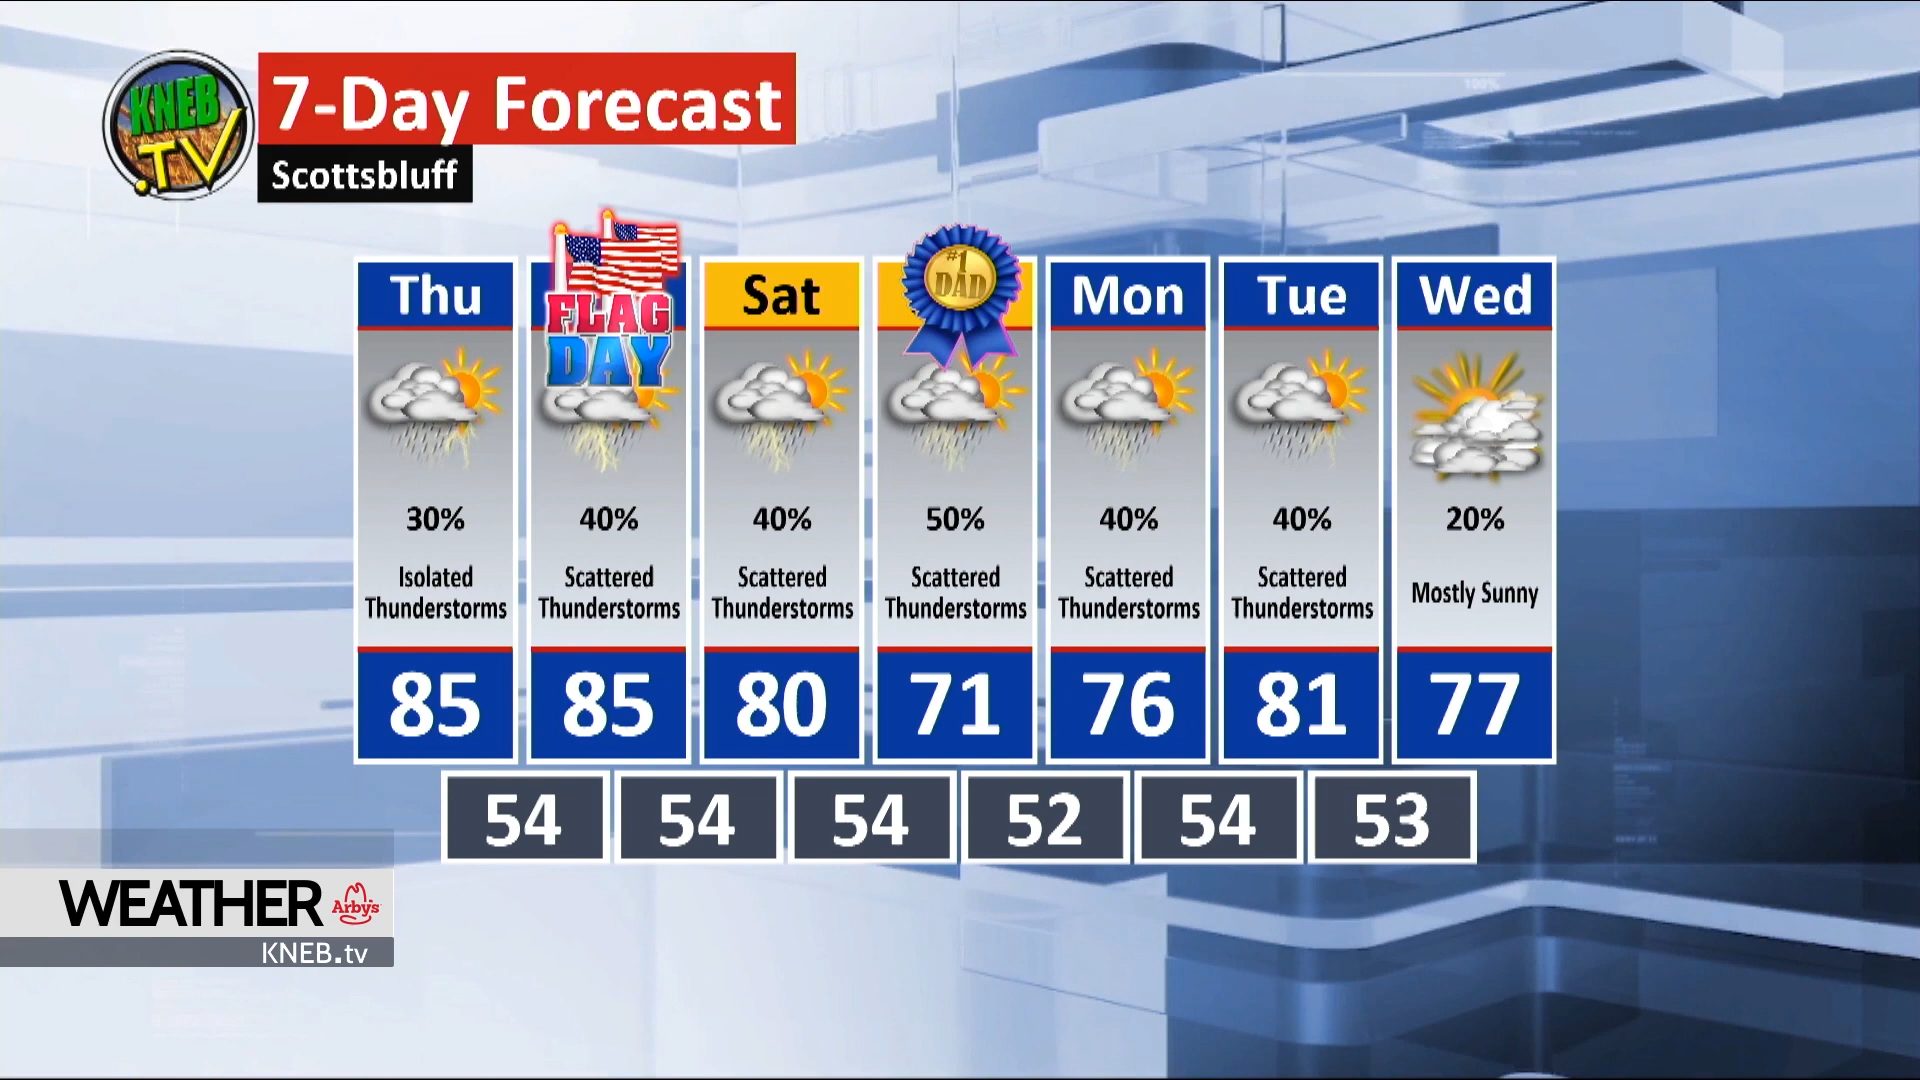 KNEB
.TV
7-Day Forecast
Scottsbluff
Thu
FLAG
DAY
Sat
#1
DAD
Mon
Tue
Wed
30%
40%
40%
50%
40%
40%
20%
Isolated
Thunderstorms
Scattered
Thunderstorms
Scattered
Thunderstorms
Scattered
Thunderstorms
Scattered
Thunderstorms
Scattered
Thunderstorms
Mostly Sunny
85
85
80
71
76
81
77
54
54
54
52
54
53
WEATHER
Arby's
KNEB.tv
100%